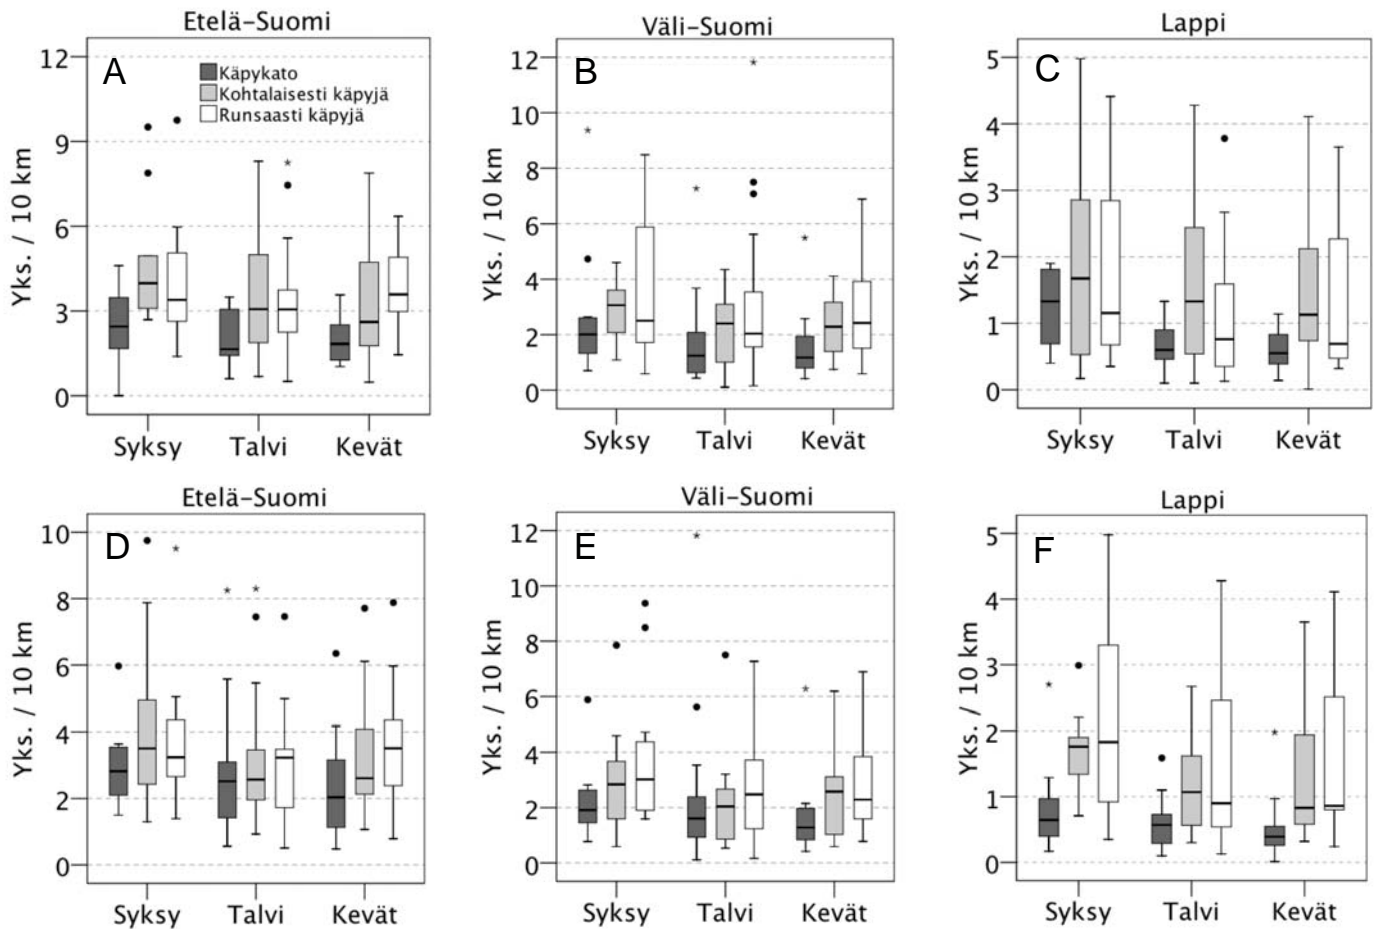 Etelä-Suomi
Väli-Suomi
Lappi
A
Käpykato
Kohtalaisesti käpyjä
Runsaasti käpyjä
12
9
6
3
0
Yks. / 10 km
Syksy Talvi Kevät
B
12
10
8
6
4
2
0
Yks. / 10 km
Syksy Talvi Kevät
C
5
4
3
2
1
0
Yks. / 10 km
Syksy Talvi Kevät
Etelä-Suomi
Väli-Suomi
Lappi
D
10
8
6
4
2
0
Yks. / 10 km
Syksy Talvi Kevät
E
12
10
8
6
4
2
0
Yks. / 10 km
Syksy Talvi Kevät
F
5
4
3
2
1
0
Yks. / 10 km
Syksy Talvi Kevät